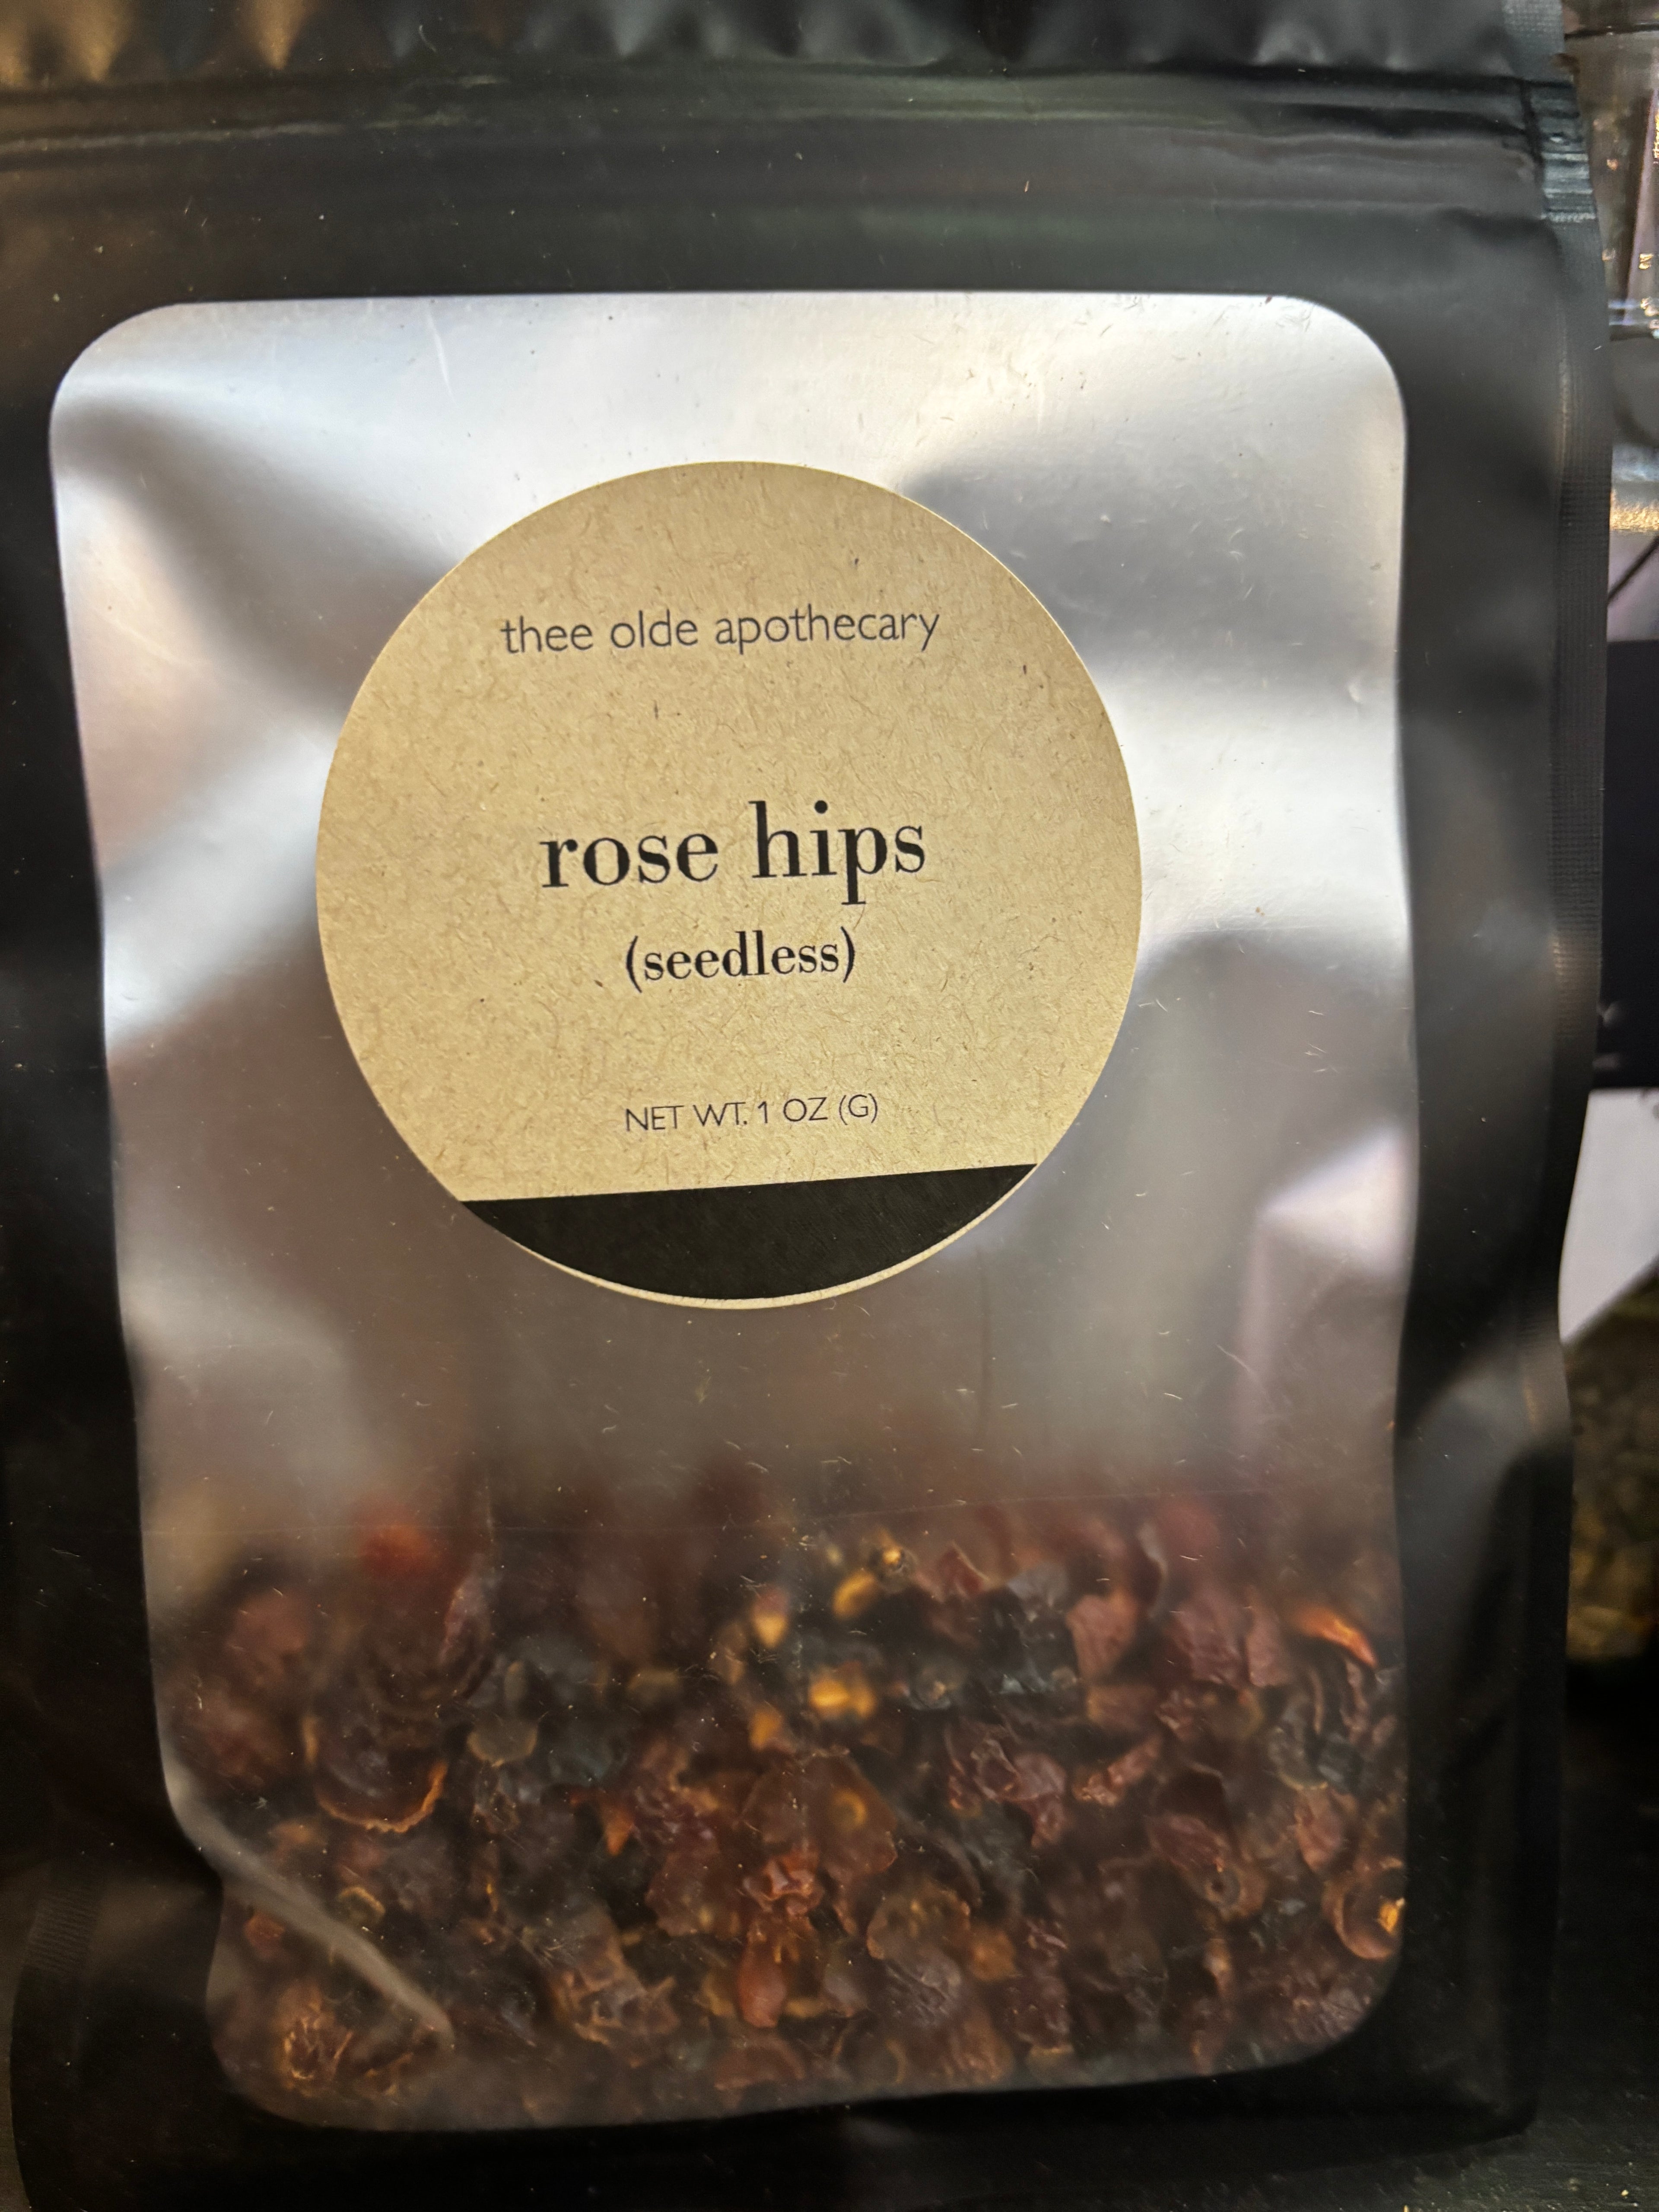 thee olde apothecary
rose hips
(seedless)
NET WT. 1 OZ (G)